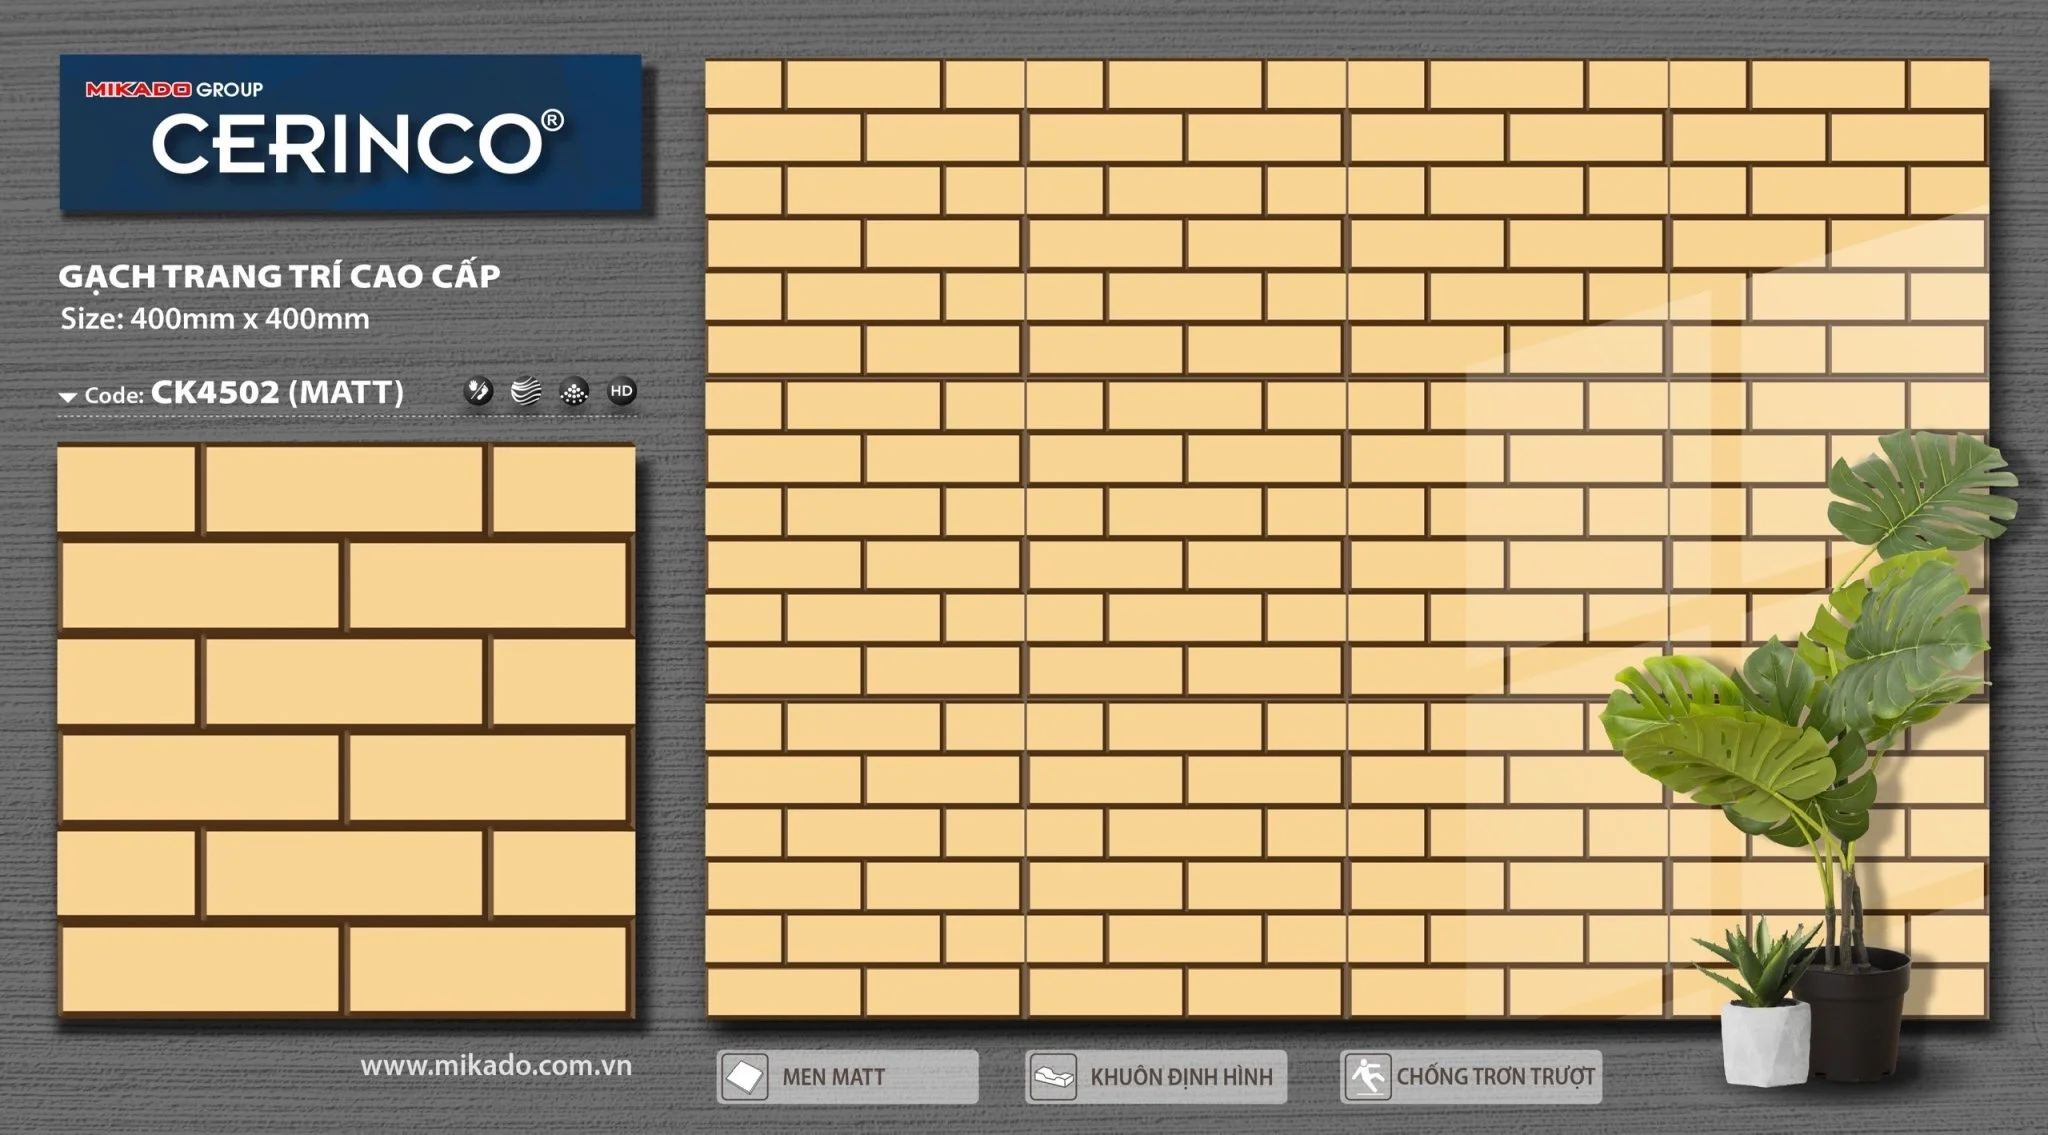 MIKADO GROUP
CERINCO®
GẠCH TRANG TRÍ CAO CẤP
Size: 400mm x 400mm
Code: CK4502 (MATT)
HD
www.mikado.com.vn
MEN MATT
KHUÔN ĐỊNH HÌNH
CHỐNG TRƠN TRƯỢT